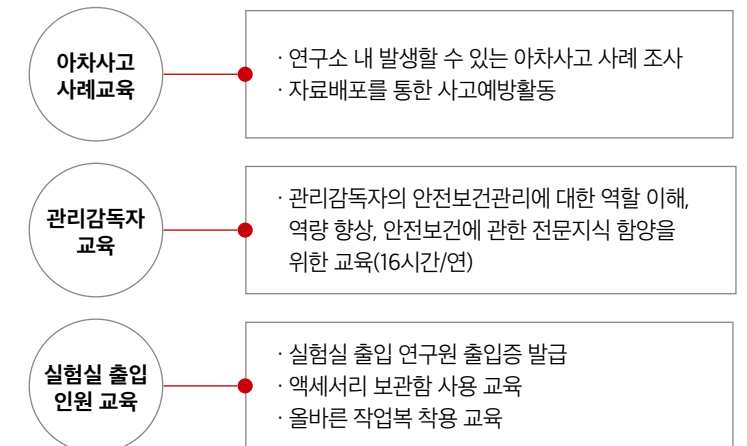 아차사고
사례교육
· 연구소 내 발생할 수 있는 아차사고 사례 조사
· 자료배포를 통한 사고예방활동
관리감독자
교육
· 관리감독자의 안전보건관리에 대한 역할 이해,
역량 향상, 안전보건에 관한 전문지식 함양을
위한 교육(16시간/연)
실험실 출입
인원 교육
· 실험실 출입 연구원 출입증 발급
· 액세서리 보관함 사용 교육
· 올바른 작업복 착용 교육